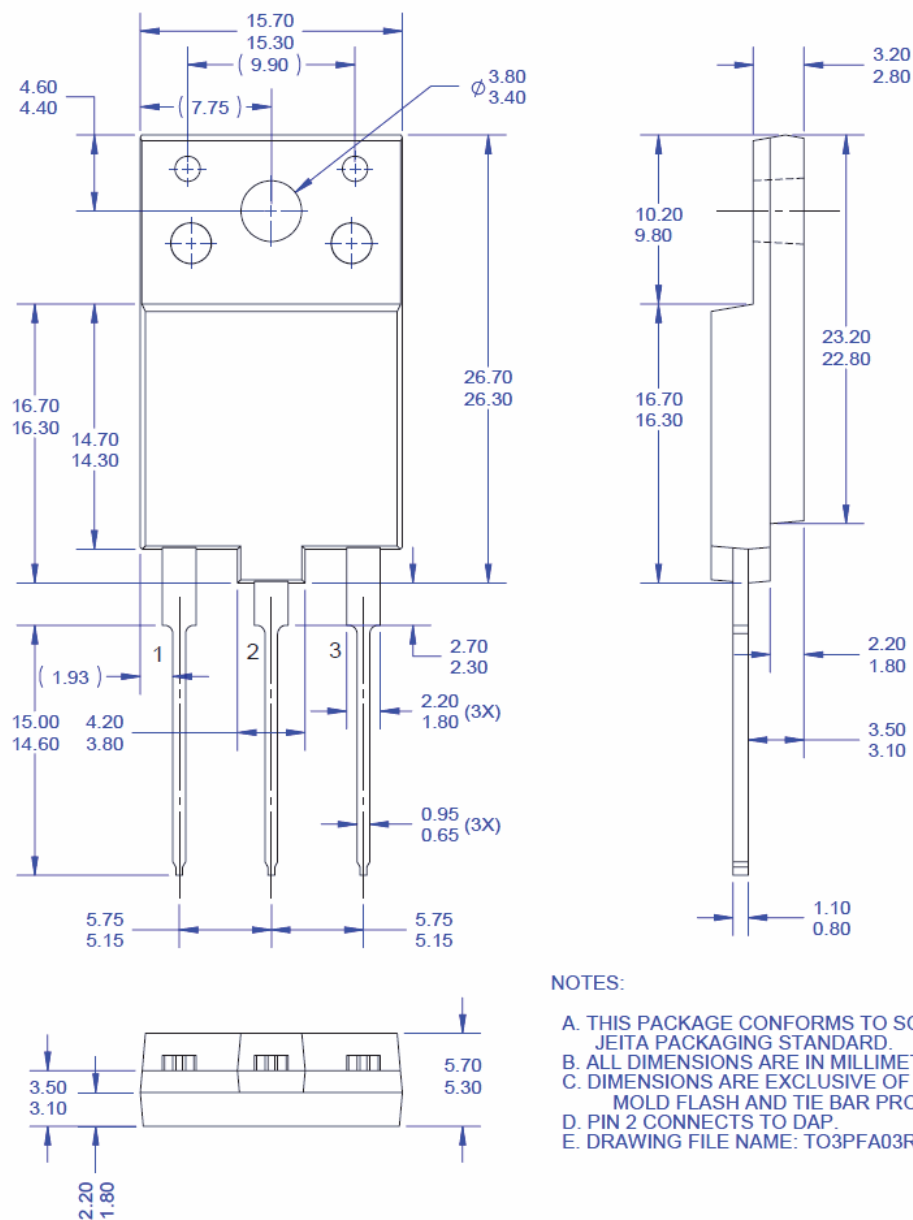 15.70
15.30
( 9.90 )
3.20
2.80
4.60
4.40
( 7.75 )
Ø 3.80
3.40
10.20
9.80
23.20
22.80
26.70
26.30
16.70
16.30
14.70
14.30
16.70
16.30
1 2 3
2.70
2.30
2.20
1.80
( 1.93 )
2.20
1.80 (3X)
15.00
14.60
4.20
3.80
3.50
3.10
0.95
0.65 (3X)
5.75
5.15
5.75
5.15
1.10
0.80
NOTES:
A. THIS PACKAGE CONFORMS TO SC
JEITA PACKAGING STANDARD.
B. ALL DIMENSIONS ARE IN MILLIMET
C. DIMENSIONS ARE EXCLUSIVE OF
MOLD FLASH AND TIE BAR PRO
D. PIN 2 CONNECTS TO DAP.
E. DRAWING FILE NAME: TO3PFA03R
3.50
3.10
5.70
5.30
2.20
1.80